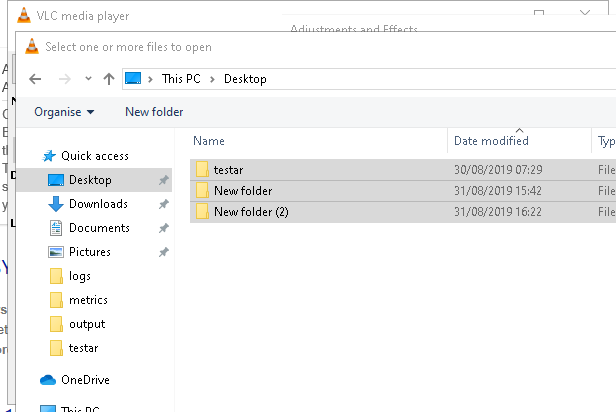 VLC media player
Adjustments and Effects
Select one or more files to open
This PC > Desktop
Organise New folder
Name Date modified Typ
Quick access
testar 30/08/2019 07:29 File
Desktop
New folder 31/08/2019 15:42 File
Downloads
New folder (2) 31/08/2019 16:22 File
Documents
Pictures
logs
metrics
output
testar
OneDrive
This PC